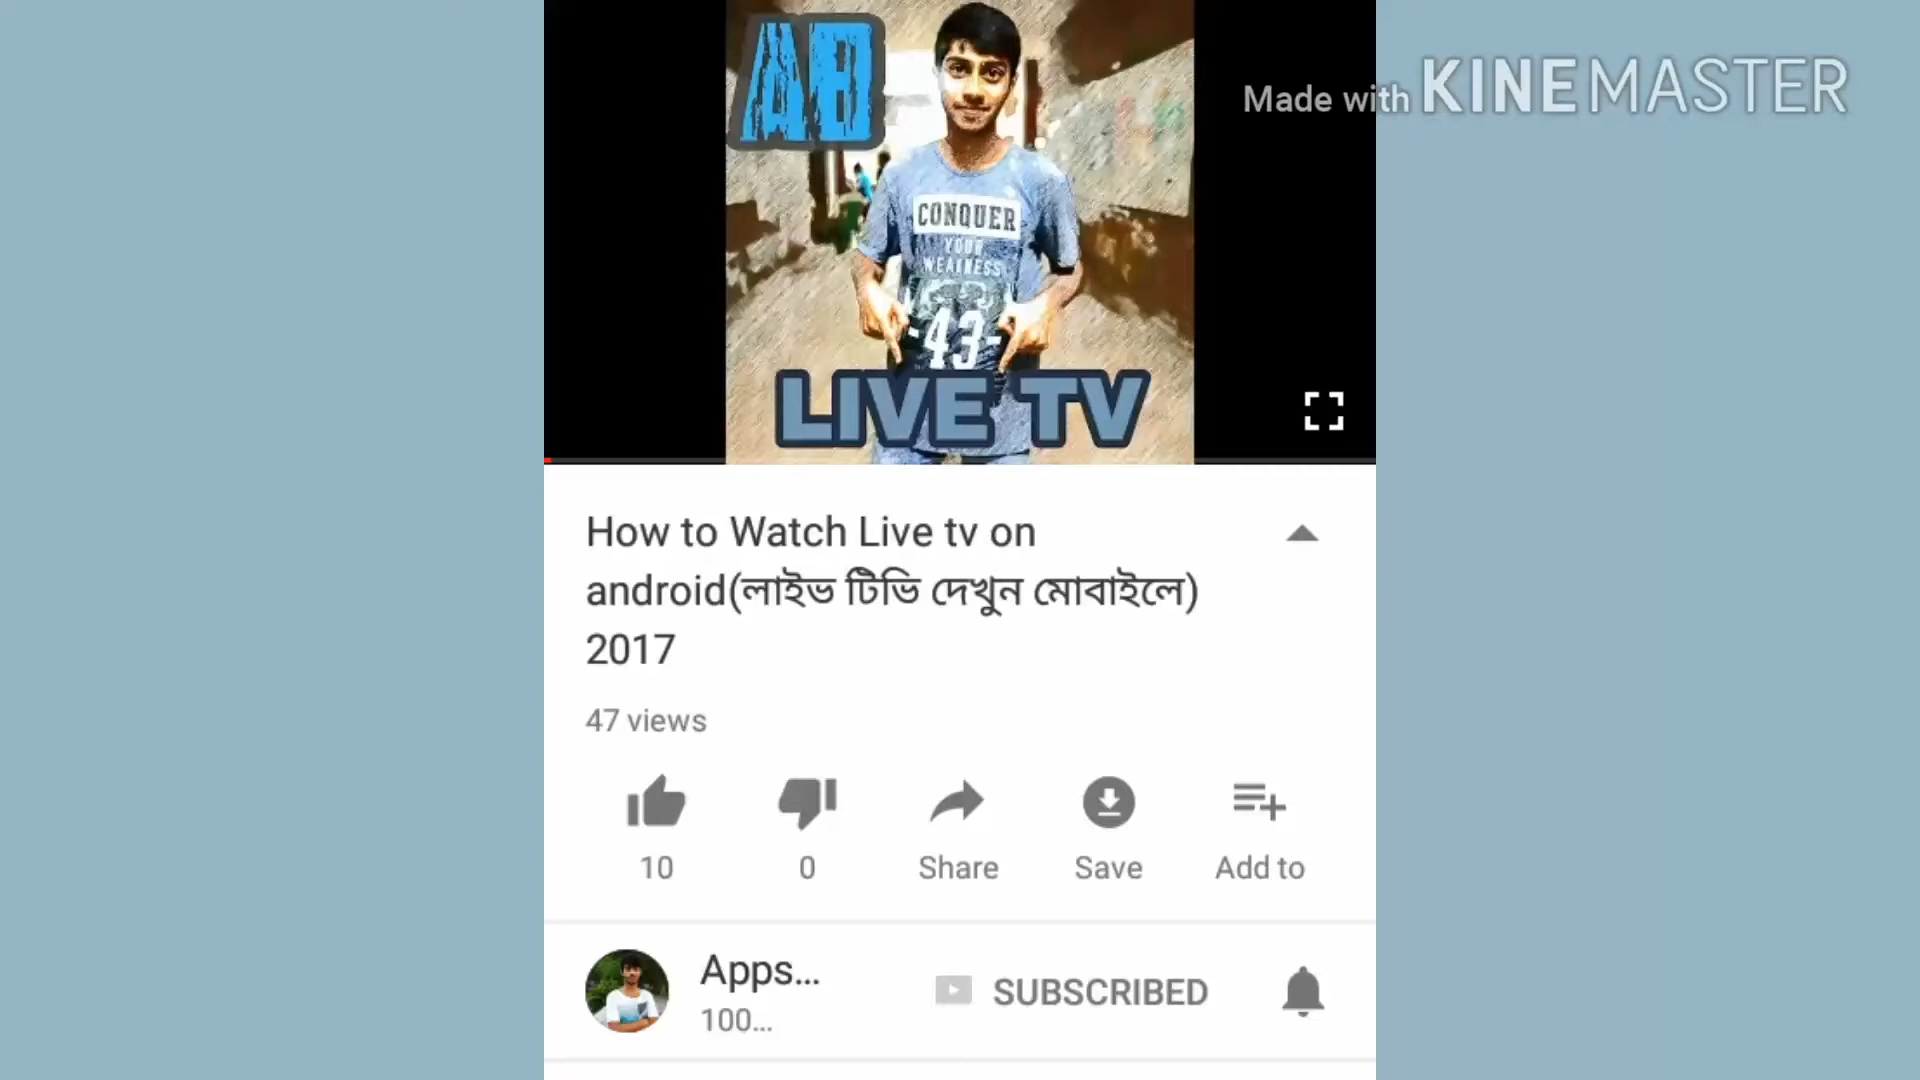 AB
Made with KINEMASTER
CONQUER
YOUR
WEAKNESS
-43-
LIVE TV
How to Watch Live tv on
android(লাইভ টিভি দেখুন মোবাইলে)
2017
47 views
10
0
Share
Save
Add to
Apps...
SUBSCRIBED
100...